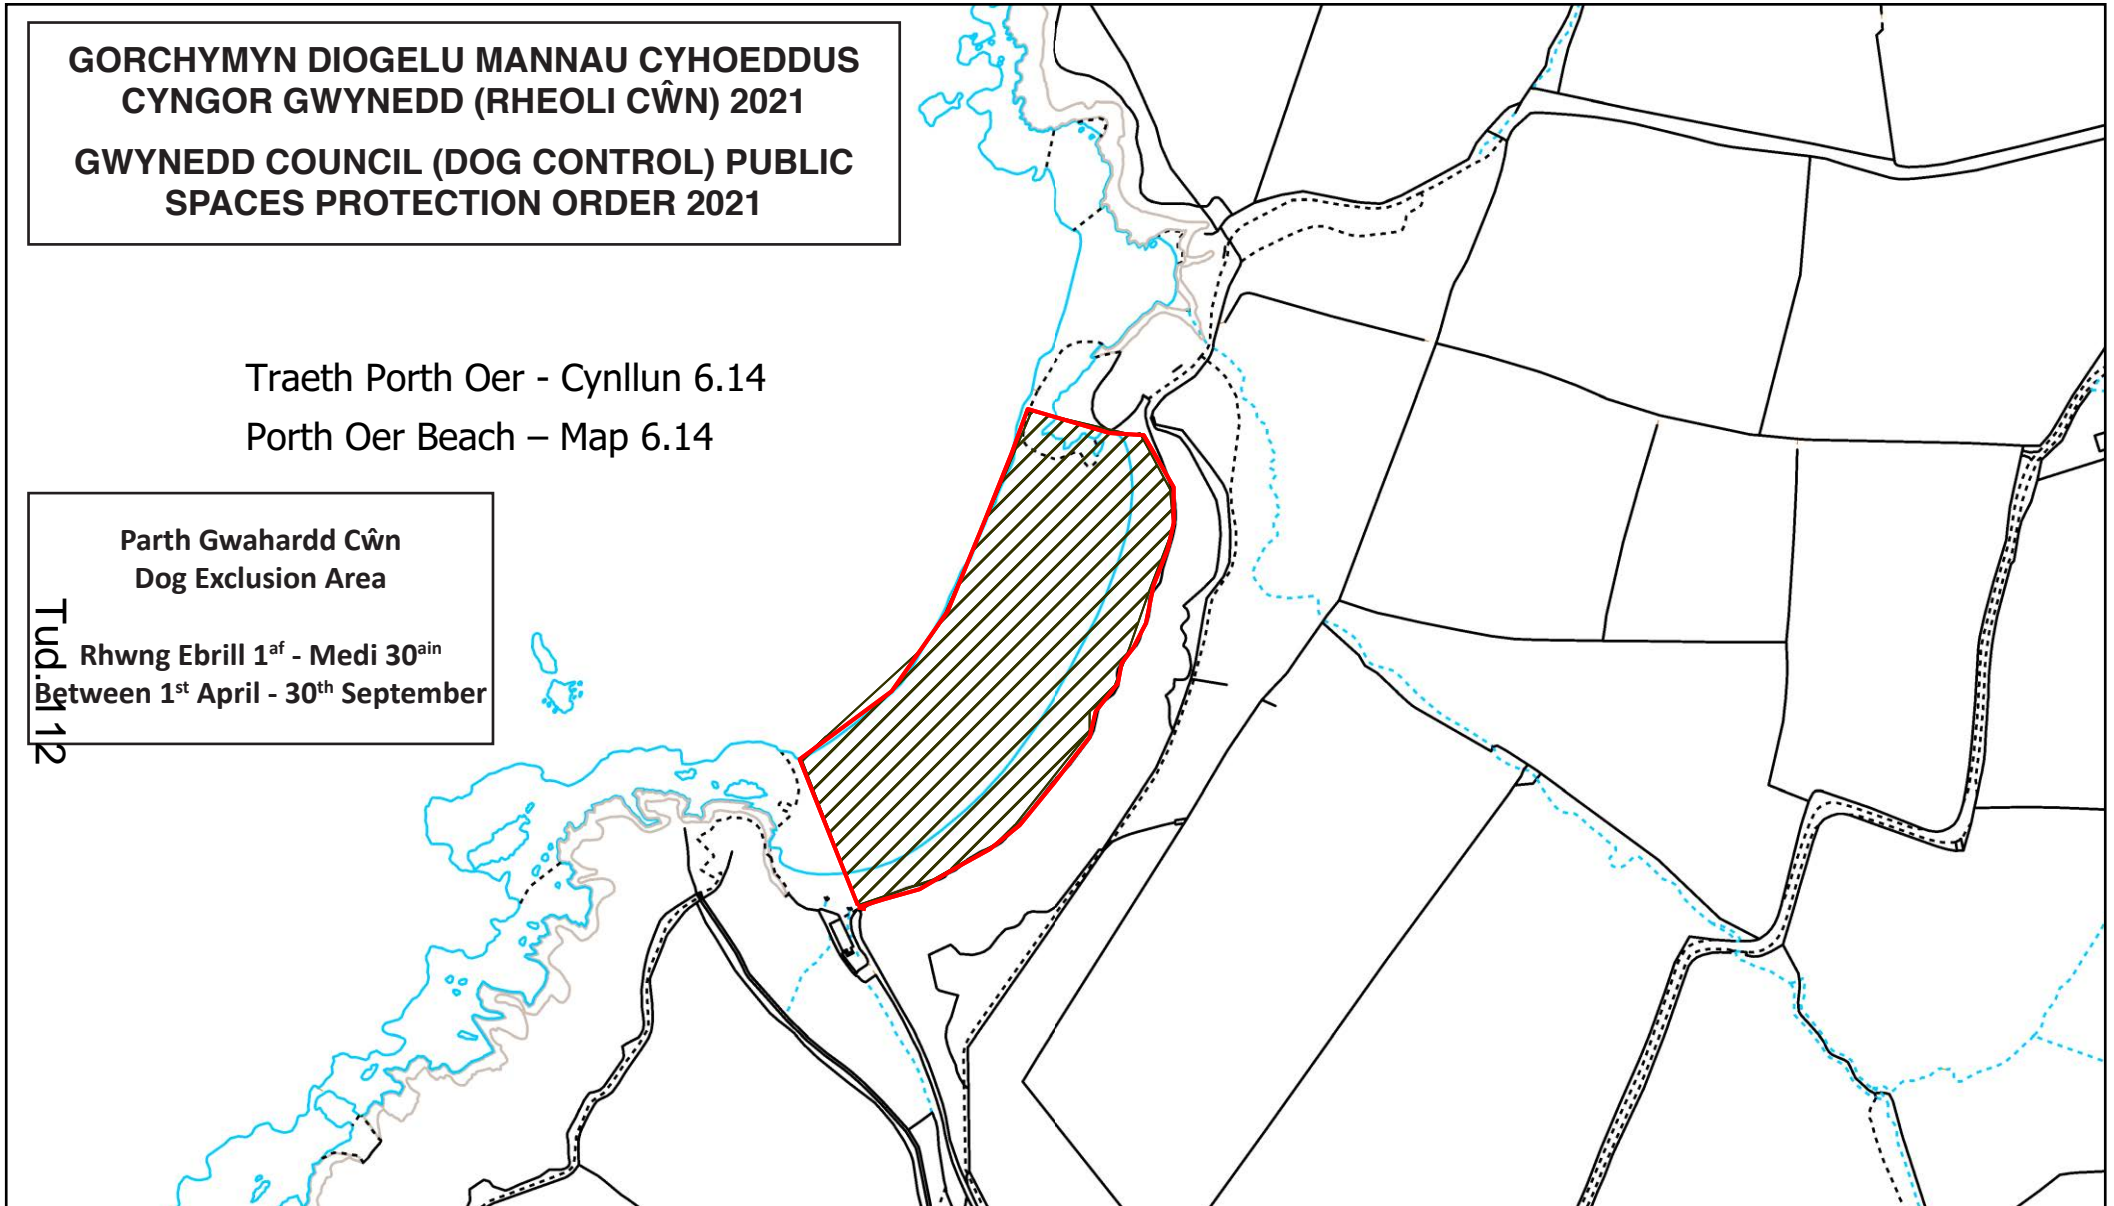 GORCHYMYN DIOGELU MANNAU CYHOEDDUS
CYNGOR GWYNEDD (RHEOLI CŴN) 2021
GWYNEDD COUNCIL (DOG CONTROL) PUBLIC
SPACES PROTECTION ORDER 2021
Traeth Porth Oer - Cynllun 6.14
Porth Oer Beach – Map 6.14
Parth Gwahardd Cŵn
Dog Exclusion Area
Rhwng Ebrill 1af - Medi 30ain
Between 1st April - 30th September
Tud. 112